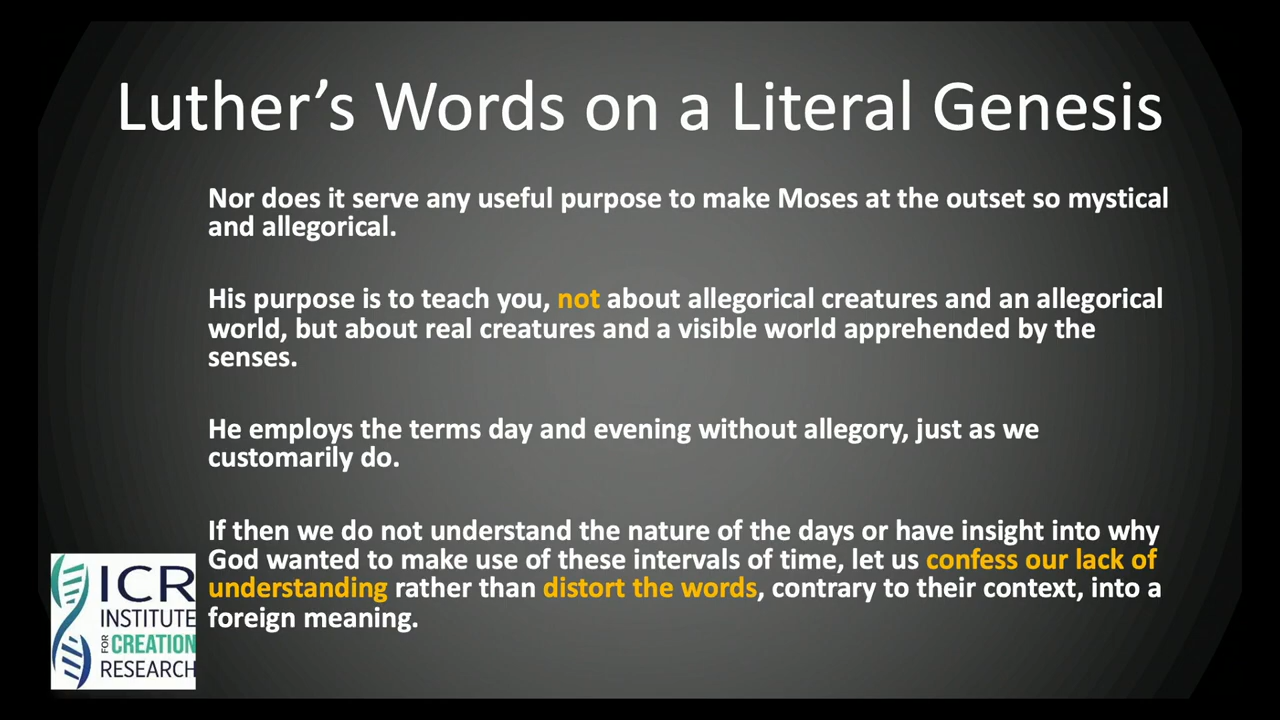 Luther’s Words on a Literal Genesis
Nor does it serve any useful purpose to make Moses at the outset so mystical
and allegorical.
His purpose is to teach you, not about allegorical creatures and an allegorical
world, but about real creatures and a visible world apprehended by the
senses.
He employs the terms day and evening without allegory, just as we
customarily do.
If then we do not understand the nature of the days or have insight into why
God wanted to make use of these intervals of time, let us confess our lack of
understanding rather than distort the words, contrary to their context, into a
foreign meaning.
ICR
INSTITUTE
FOR CREATION
RESEARCH